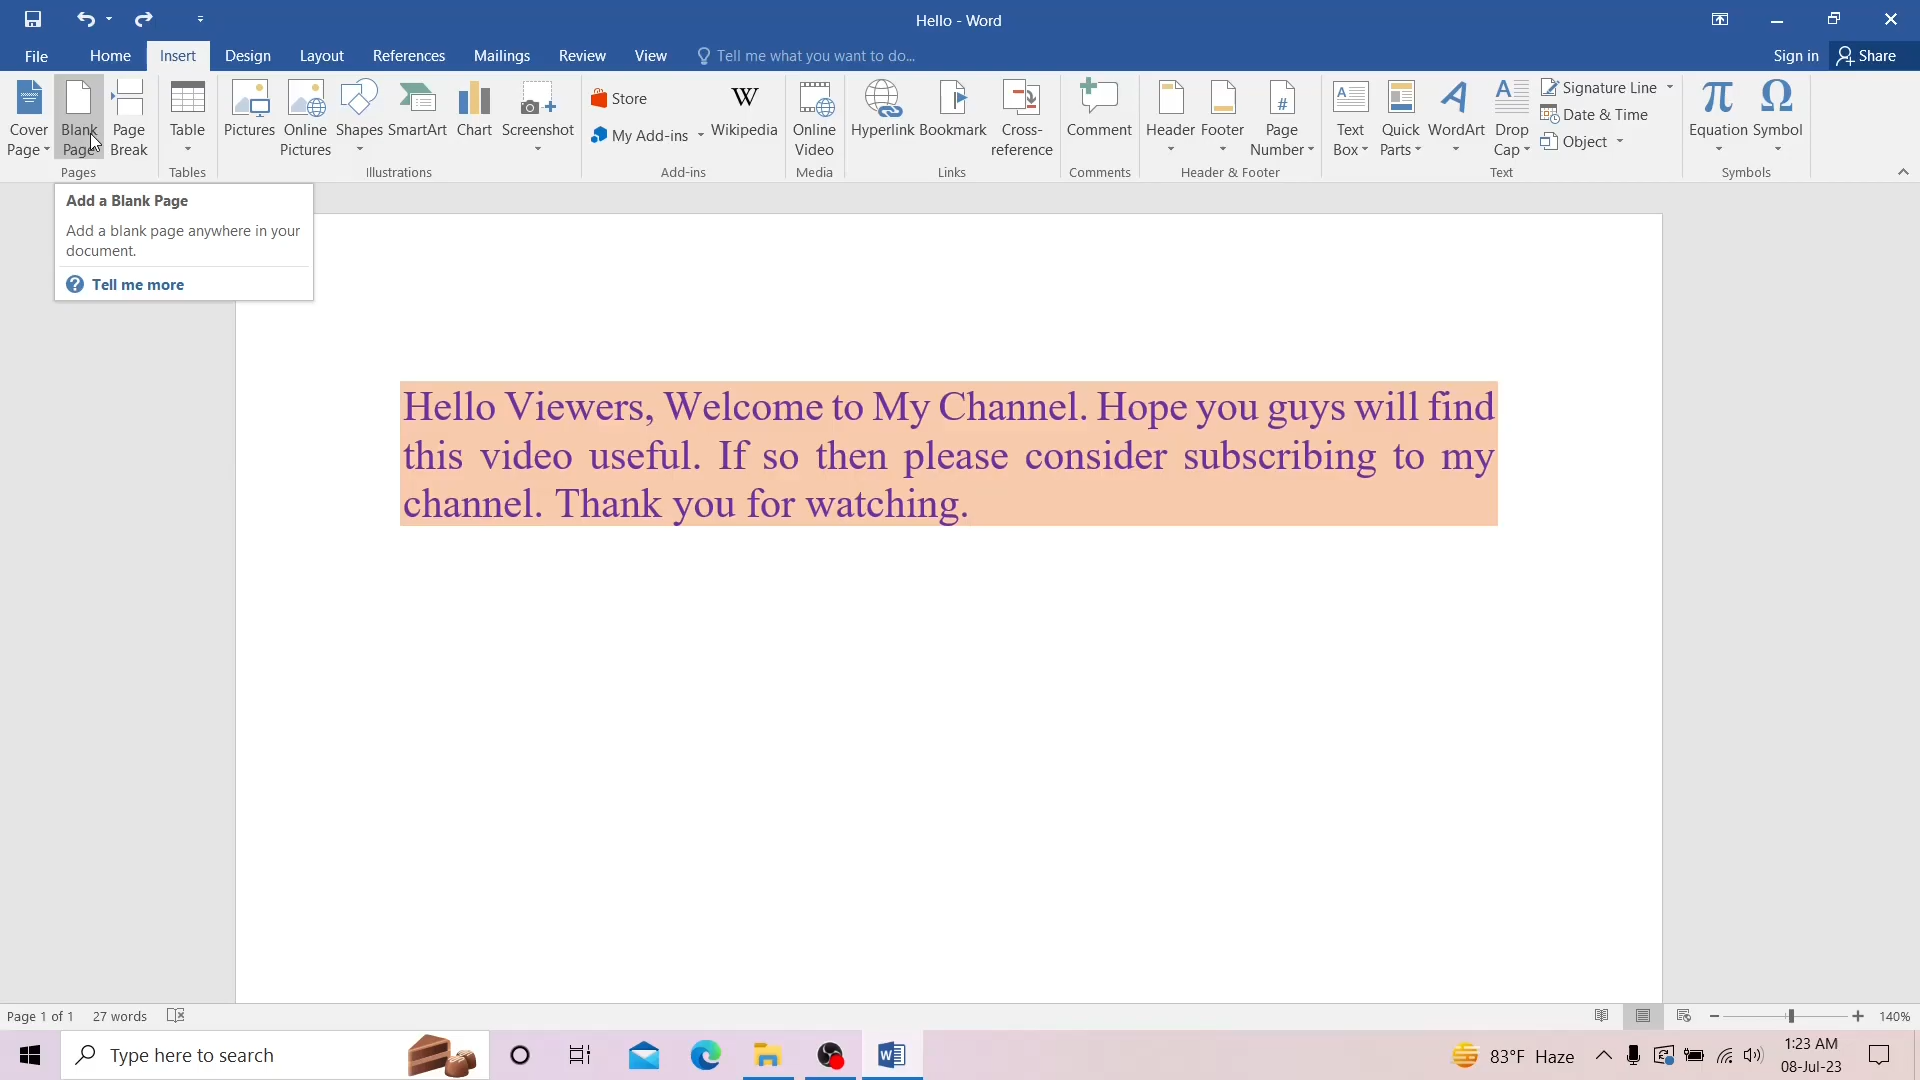 Hello - Word
File Home Insert Design Layout References Mailings Review View Tell me what you want to do... Sign in Share
Cover Page
Blank Page
Page Break
Pages
Table
Tables
Pictures
Online Pictures
Shapes
SmartArt
Chart
Screenshot
Illustrations
Store
My Add-ins
W Wikipedia
Add-ins
Online Video
Media
Hyperlink
Bookmark
Cross-reference
Links
Comment
Comments
Header
Footer
# Page Number
Header & Footer
A Text Box
Quick Parts
A WordArt
A Drop Cap
Signature Line
Date & Time
Object
Text
π Equation
Ω Symbol
Symbols
Add a Blank Page
Add a blank page anywhere in your
document.
? Tell me more
Hello Viewers, Welcome to My Channel. Hope you guys will find
this video useful. If so then please consider subscribing to my
channel. Thank you for watching.
Page 1 of 1 27 words 140%
Type here to search 83°F Haze 1:23 AM
08-Jul-23